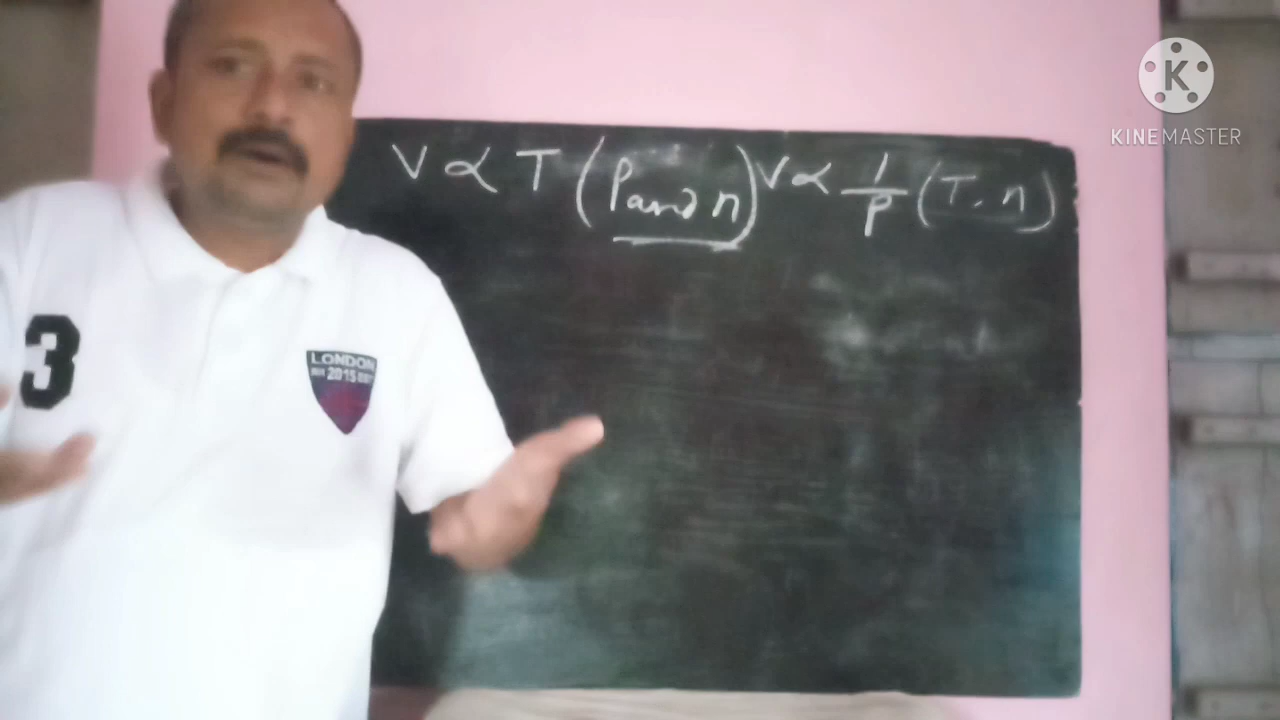 V ∝ T (P and n) V ∝ 1/P (T, n)
3
LONDON
2015
KINEMASTER